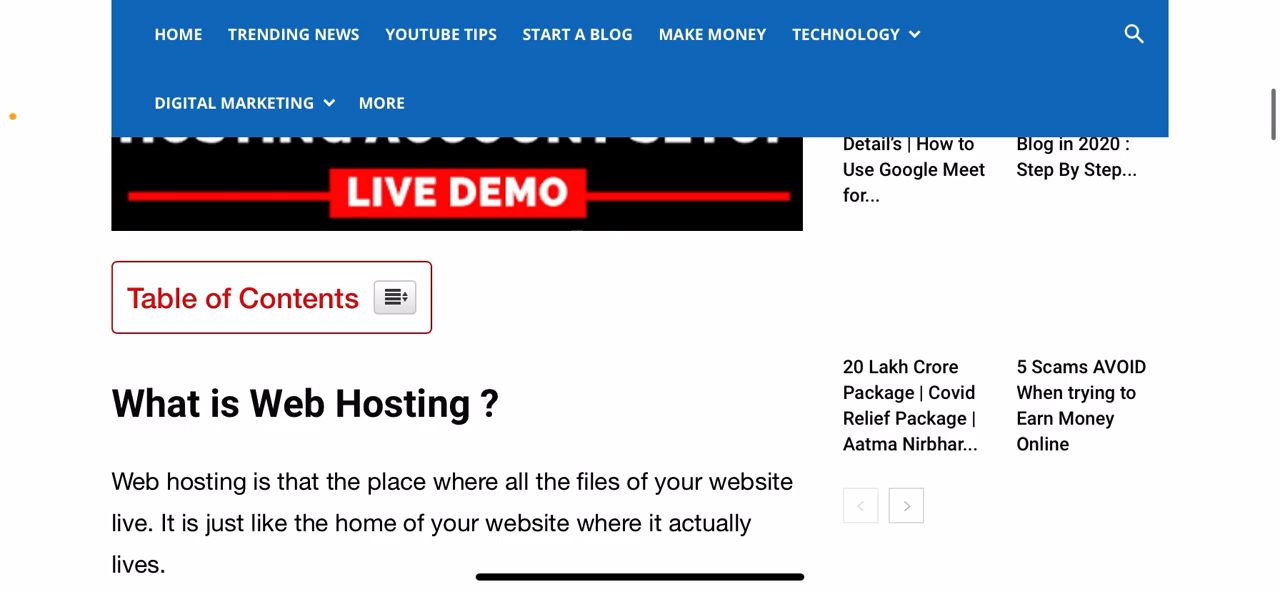 HOME TRENDING NEWS YOUTUBE TIPS START A BLOG MAKE MONEY TECHNOLOGY
DIGITAL MARKETING MORE
HOSTING ACCOUNT SETUP
LIVE DEMO
Table of Contents
What is Web Hosting ?
Web hosting is that the place where all the files of your website
live. It is just like the home of your website where it actually
lives.
Detail's | How to
Use Google Meet
for...
Blog in 2020 :
Step By Step...
20 Lakh Crore
Package | Covid
Relief Package |
Aatma Nirbhar...
5 Scams AVOID
When trying to
Earn Money
Online